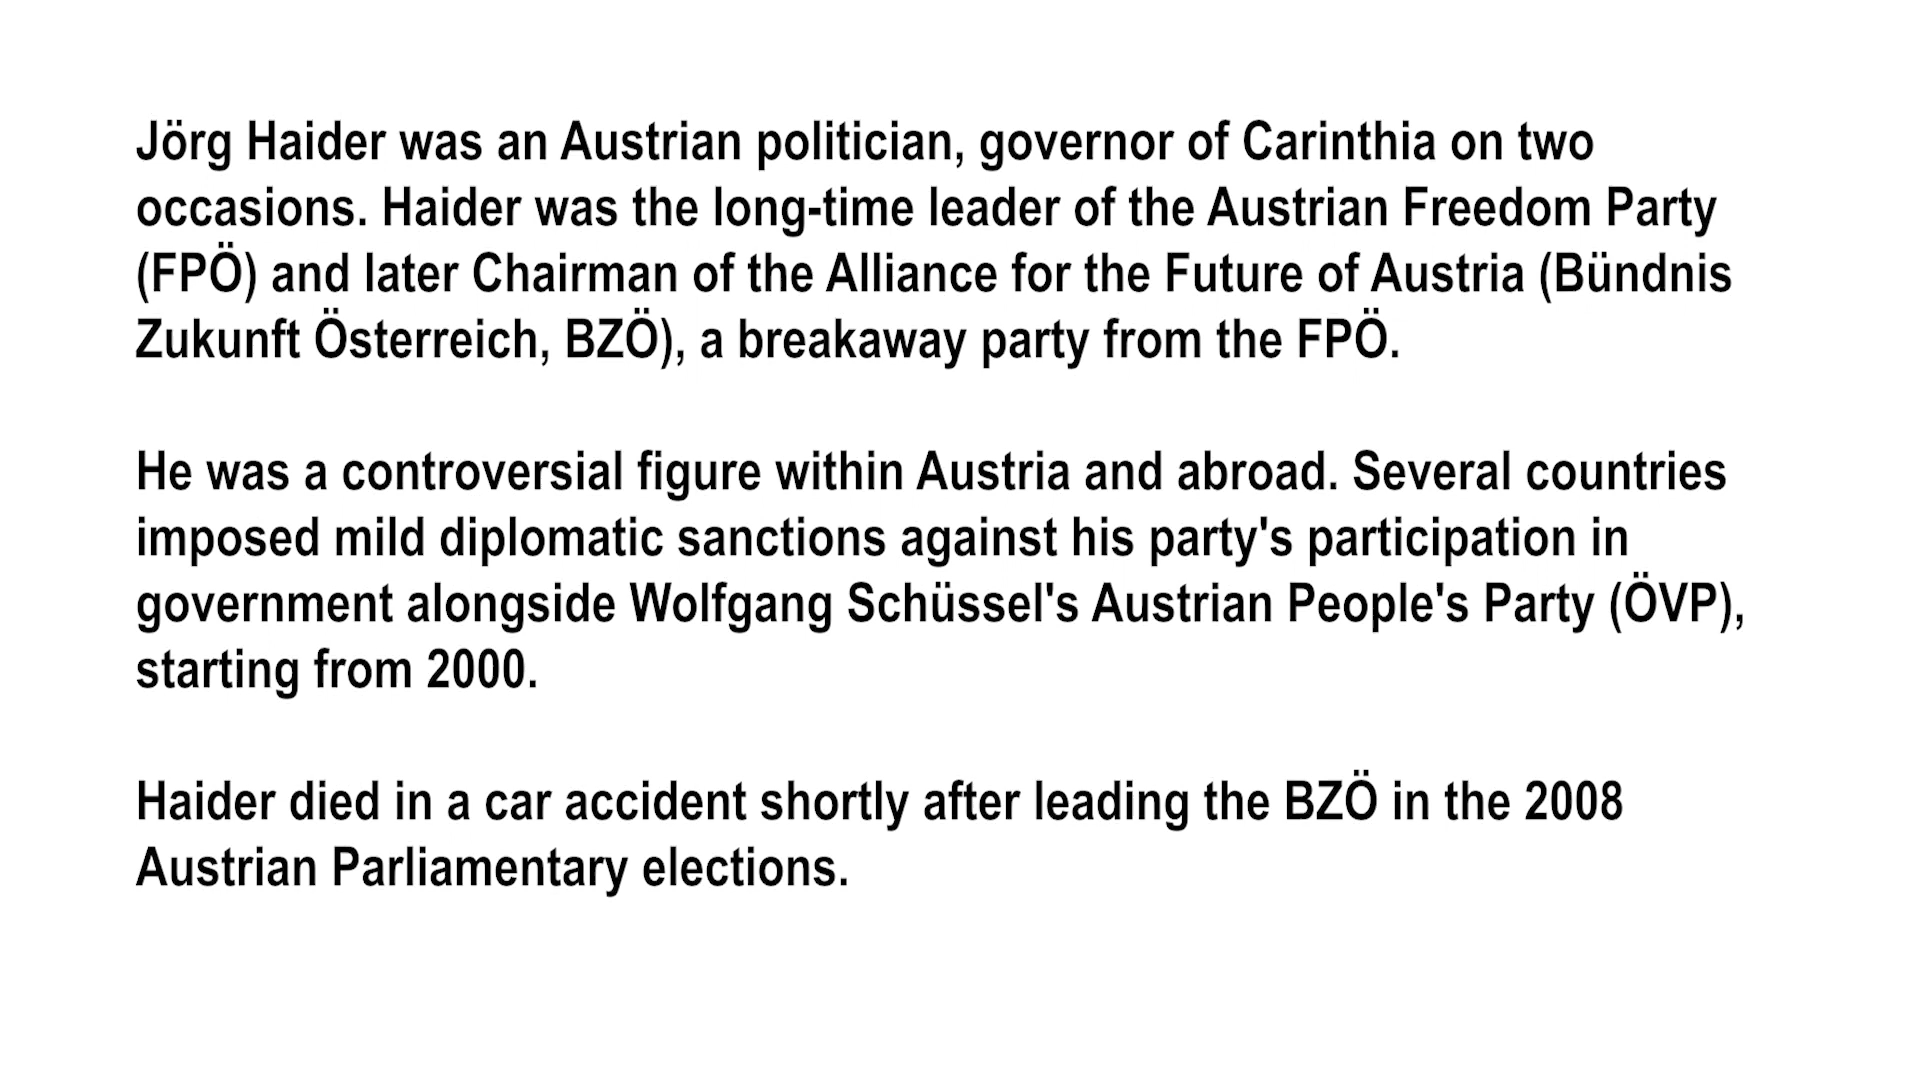 Jörg Haider was an Austrian politician, governor of Carinthia on two
occasions. Haider was the long-time leader of the Austrian Freedom Party
(FPÖ) and later Chairman of the Alliance for the Future of Austria (Bündnis
Zukunft Österreich, BZÖ), a breakaway party from the FPÖ.
He was a controversial figure within Austria and abroad. Several countries
imposed mild diplomatic sanctions against his party's participation in
government alongside Wolfgang Schüssel's Austrian People's Party (ÖVP),
starting from 2000.
Haider died in a car accident shortly after leading the BZÖ in the 2008
Austrian Parliamentary elections.